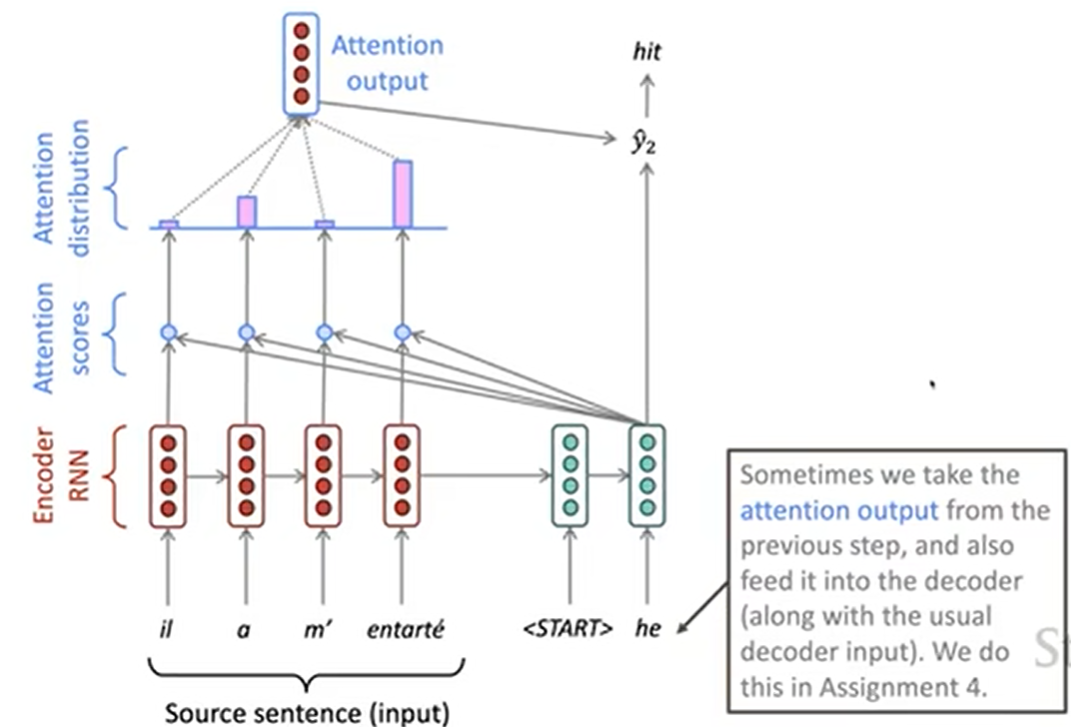 Attention
output
hit
ŷ2
Attention
distribution
Attention
scores
Encoder
RNN
il a m’ entarté <START> he
Source sentence (input)
Sometimes we take the
attention output from the
previous step, and also
feed it into the decoder
(along with the usual
decoder input). We do
this in Assignment 4.